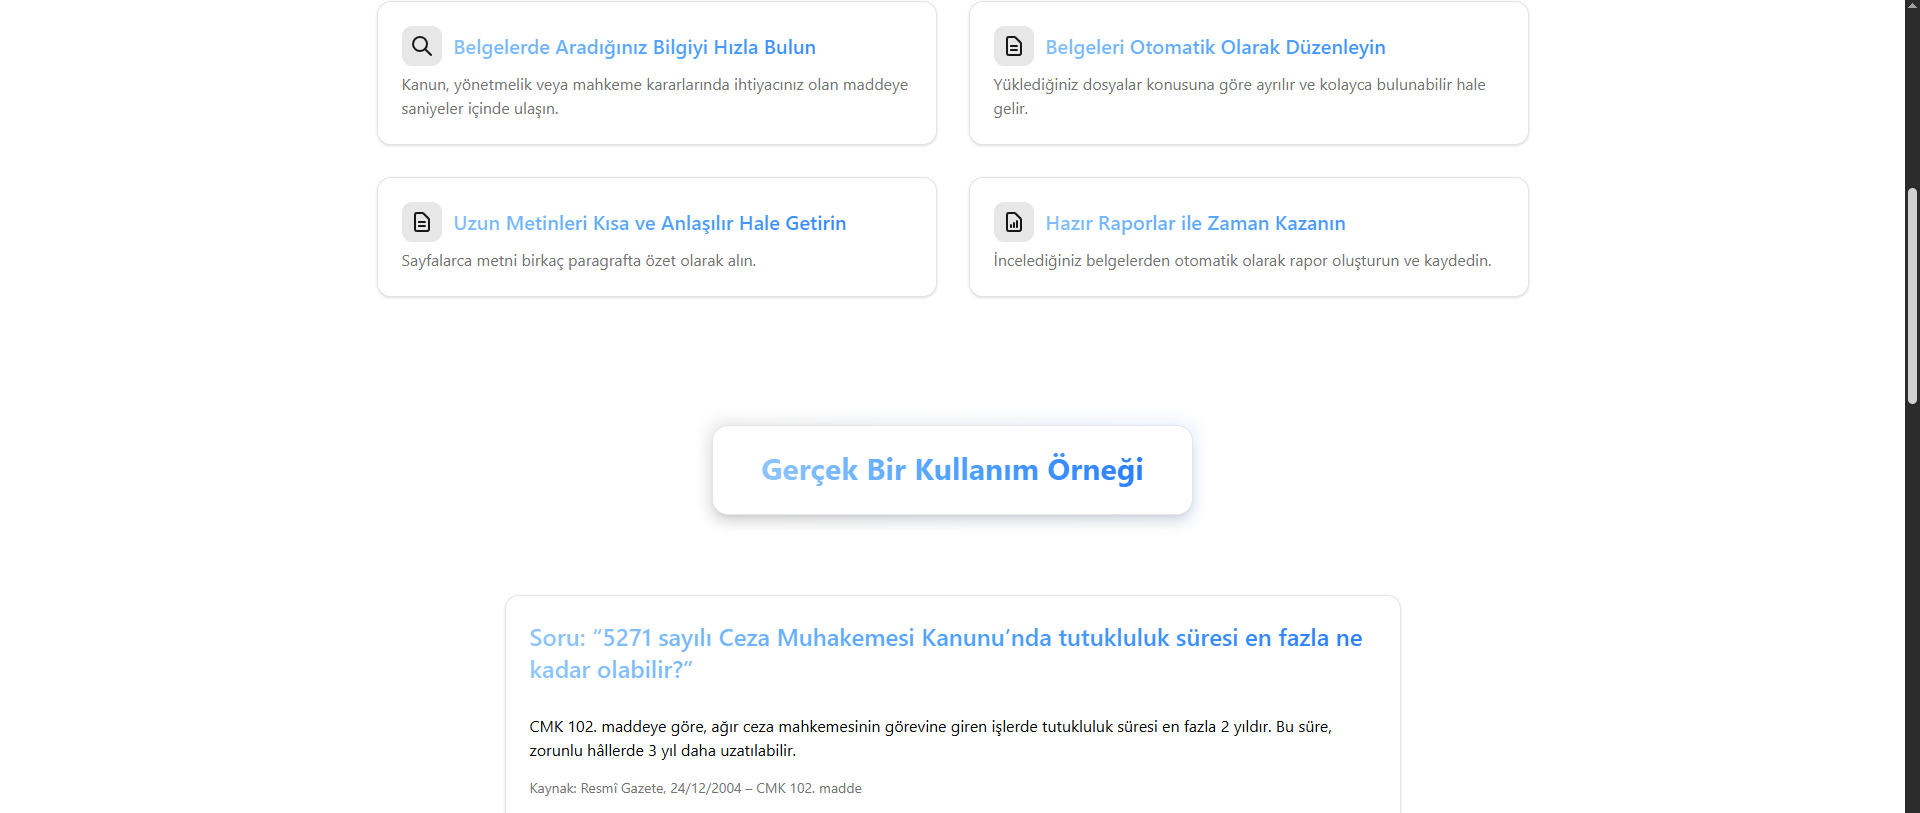 Belgelerde Aradığınız Bilgiyi Hızla Bulun
Kanun, yönetmelik veya mahkeme kararlarında ihtiyacınız olan maddeye
saniyeler içinde ulaşın.
Belgeleri Otomatik Olarak Düzenleyin
Yüklediğiniz dosyalar konusuna göre ayrılır ve kolayca bulunabilir hale
gelir.
Uzun Metinleri Kısa ve Anlaşılır Hale Getirin
Sayfalarca metni birkaç paragrafta özet olarak alın.
Hazır Raporlar ile Zaman Kazanın
İncelediğiniz belgelerden otomatik olarak rapor oluşturun ve kaydedin.
Gerçek Bir Kullanım Örneği
Soru: “5271 sayılı Ceza Muhakemesi Kanunu’nda tutukluluk süresi en fazla ne
kadar olabilir?”
CMK 102. maddeye göre, ağır ceza mahkemesinin görevine giren işlerde tutukluluk süresi en fazla 2 yıldır. Bu süre,
zorunlu hâllerde 3 yıl daha uzatılabilir.
Kaynak: Resmî Gazete, 24/12/2004 – CMK 102. madde